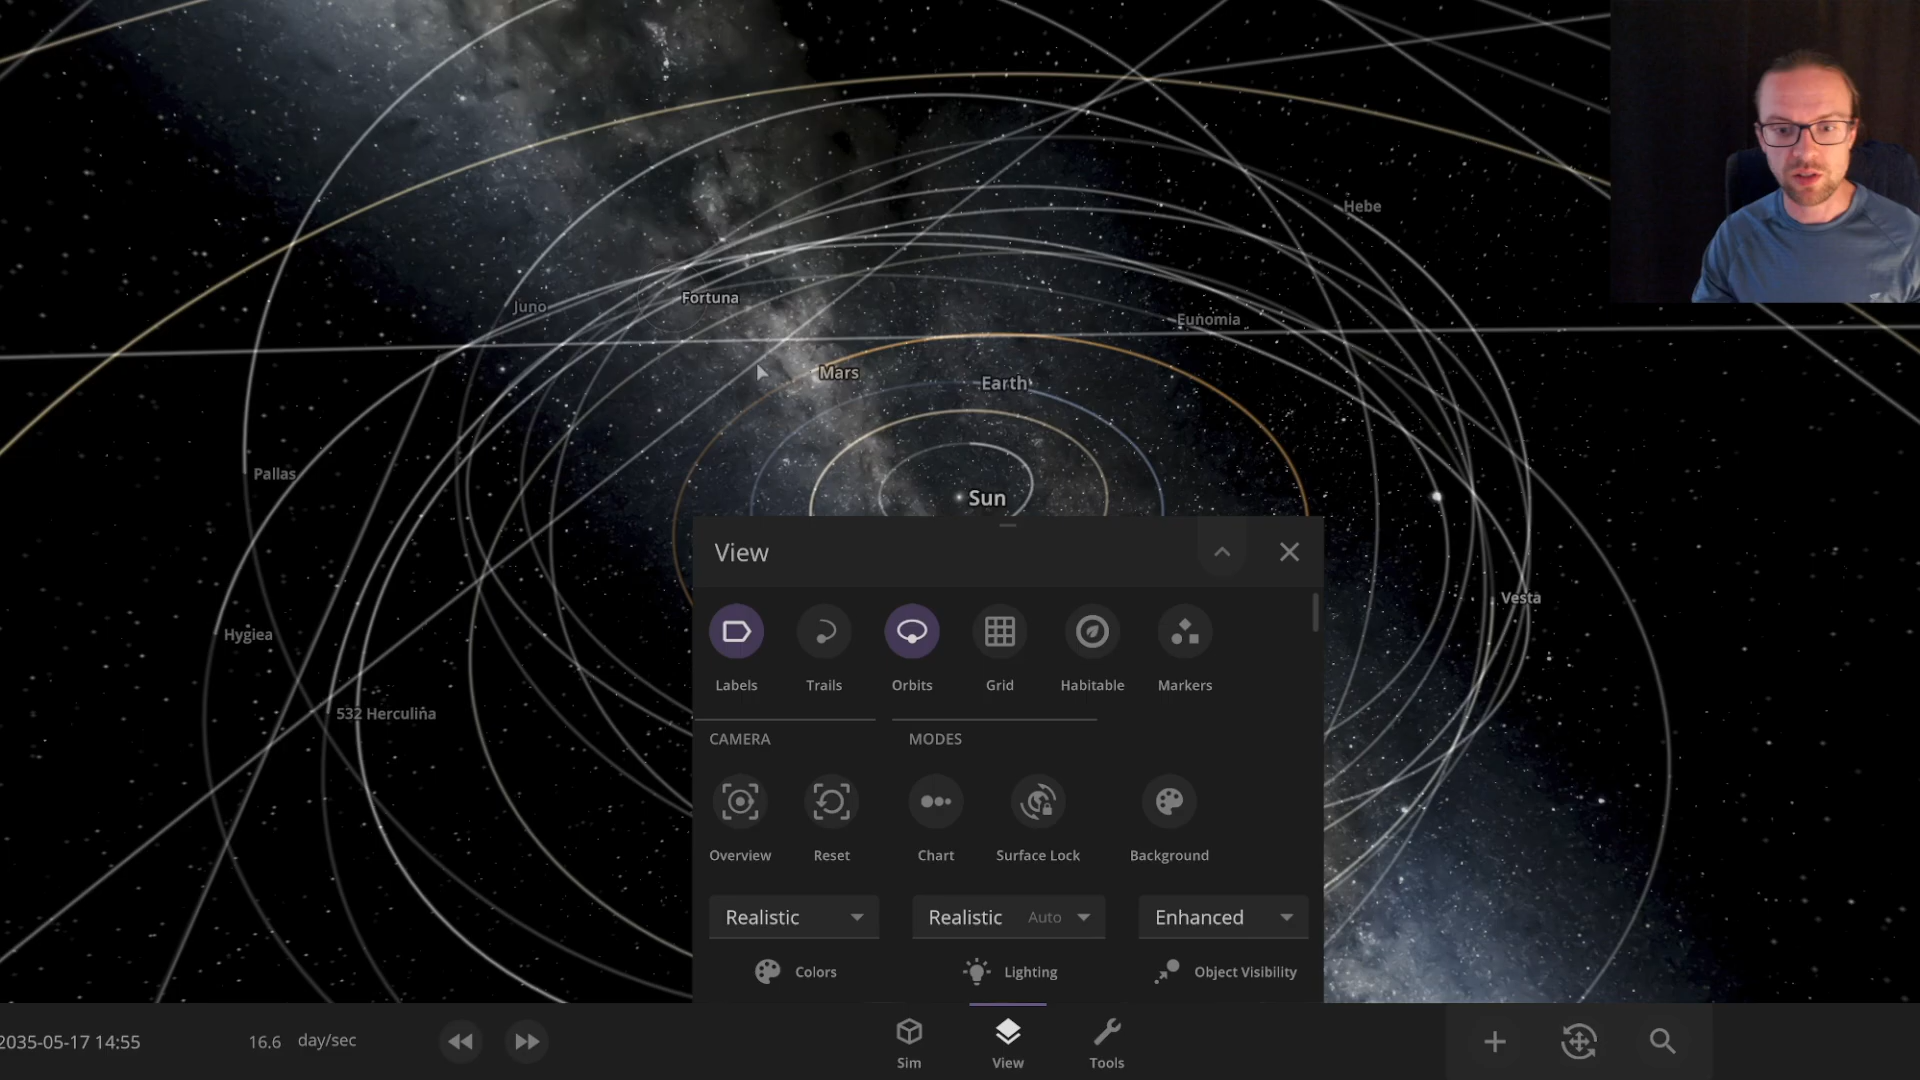 Hebe
Juno
Fortuna
Eunomia
Mars
Earth
Pallas
Sun
Vesta
Hygiea
532 Herculina
View
Labels
Trails
Orbits
Grid
Habitable
Markers
CAMERA
MODES
Overview
Reset
Chart
Surface Lock
Background
Realistic
Realistic Auto
Enhanced
Colors
Lighting
Object Visibility
2035-05-17 14:55
16.6 day/sec
Sim
View
Tools